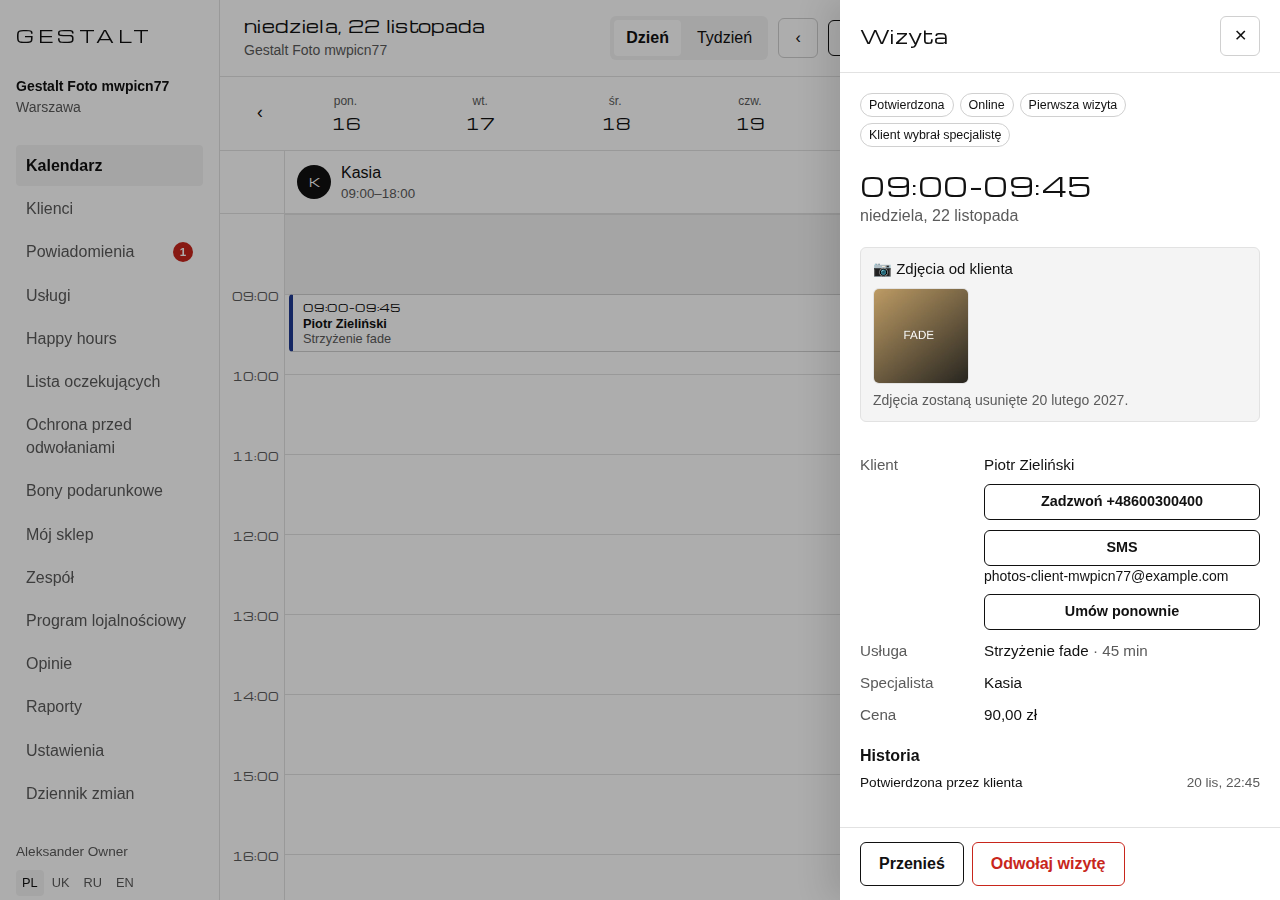 GESTALT
Gestalt Foto mwpicn77
Warszawa
Kalendarz
Klienci
Powiadomienia 1
Usługi
Happy hours
Lista oczekujących
Ochrona przed
odwołaniami
Bony podarunkowe
Mój sklep
Zespół
Program lojalnościowy
Opinie
Raporty
Ustawienia
Dziennik zmian
Aleksander Owner
PL UK RU EN
niedziela, 22 listopada
Gestalt Foto mwpicn77
Dzień Tydzień ‹
‹ pon. wt. śr. czw.
16 17 18 19
K Kasia
09:00–18:00
09:00
09:00-09:45
Piotr Zieliński
Strzyżenie fade
10:00
11:00
12:00
13:00
14:00
15:00
16:00
Wizyta ✕
Potwierdzona Online Pierwsza wizyta
Klient wybrał specjalistę
09:00-09:45
niedziela, 22 listopada
📷 Zdjęcia od klienta
FADE
Zdjęcia zostaną usunięte 20 lutego 2027.
Klient Piotr Zieliński
Zadzwoń +48600300400
SMS
photos-client-mwpicn77@example.com
Umów ponownie
Usługa Strzyżenie fade · 45 min
Specjalista Kasia
Cena 90,00 zł
Historia
Potwierdzona przez klienta 20 lis, 22:45
Przenieś Odwołaj wizytę